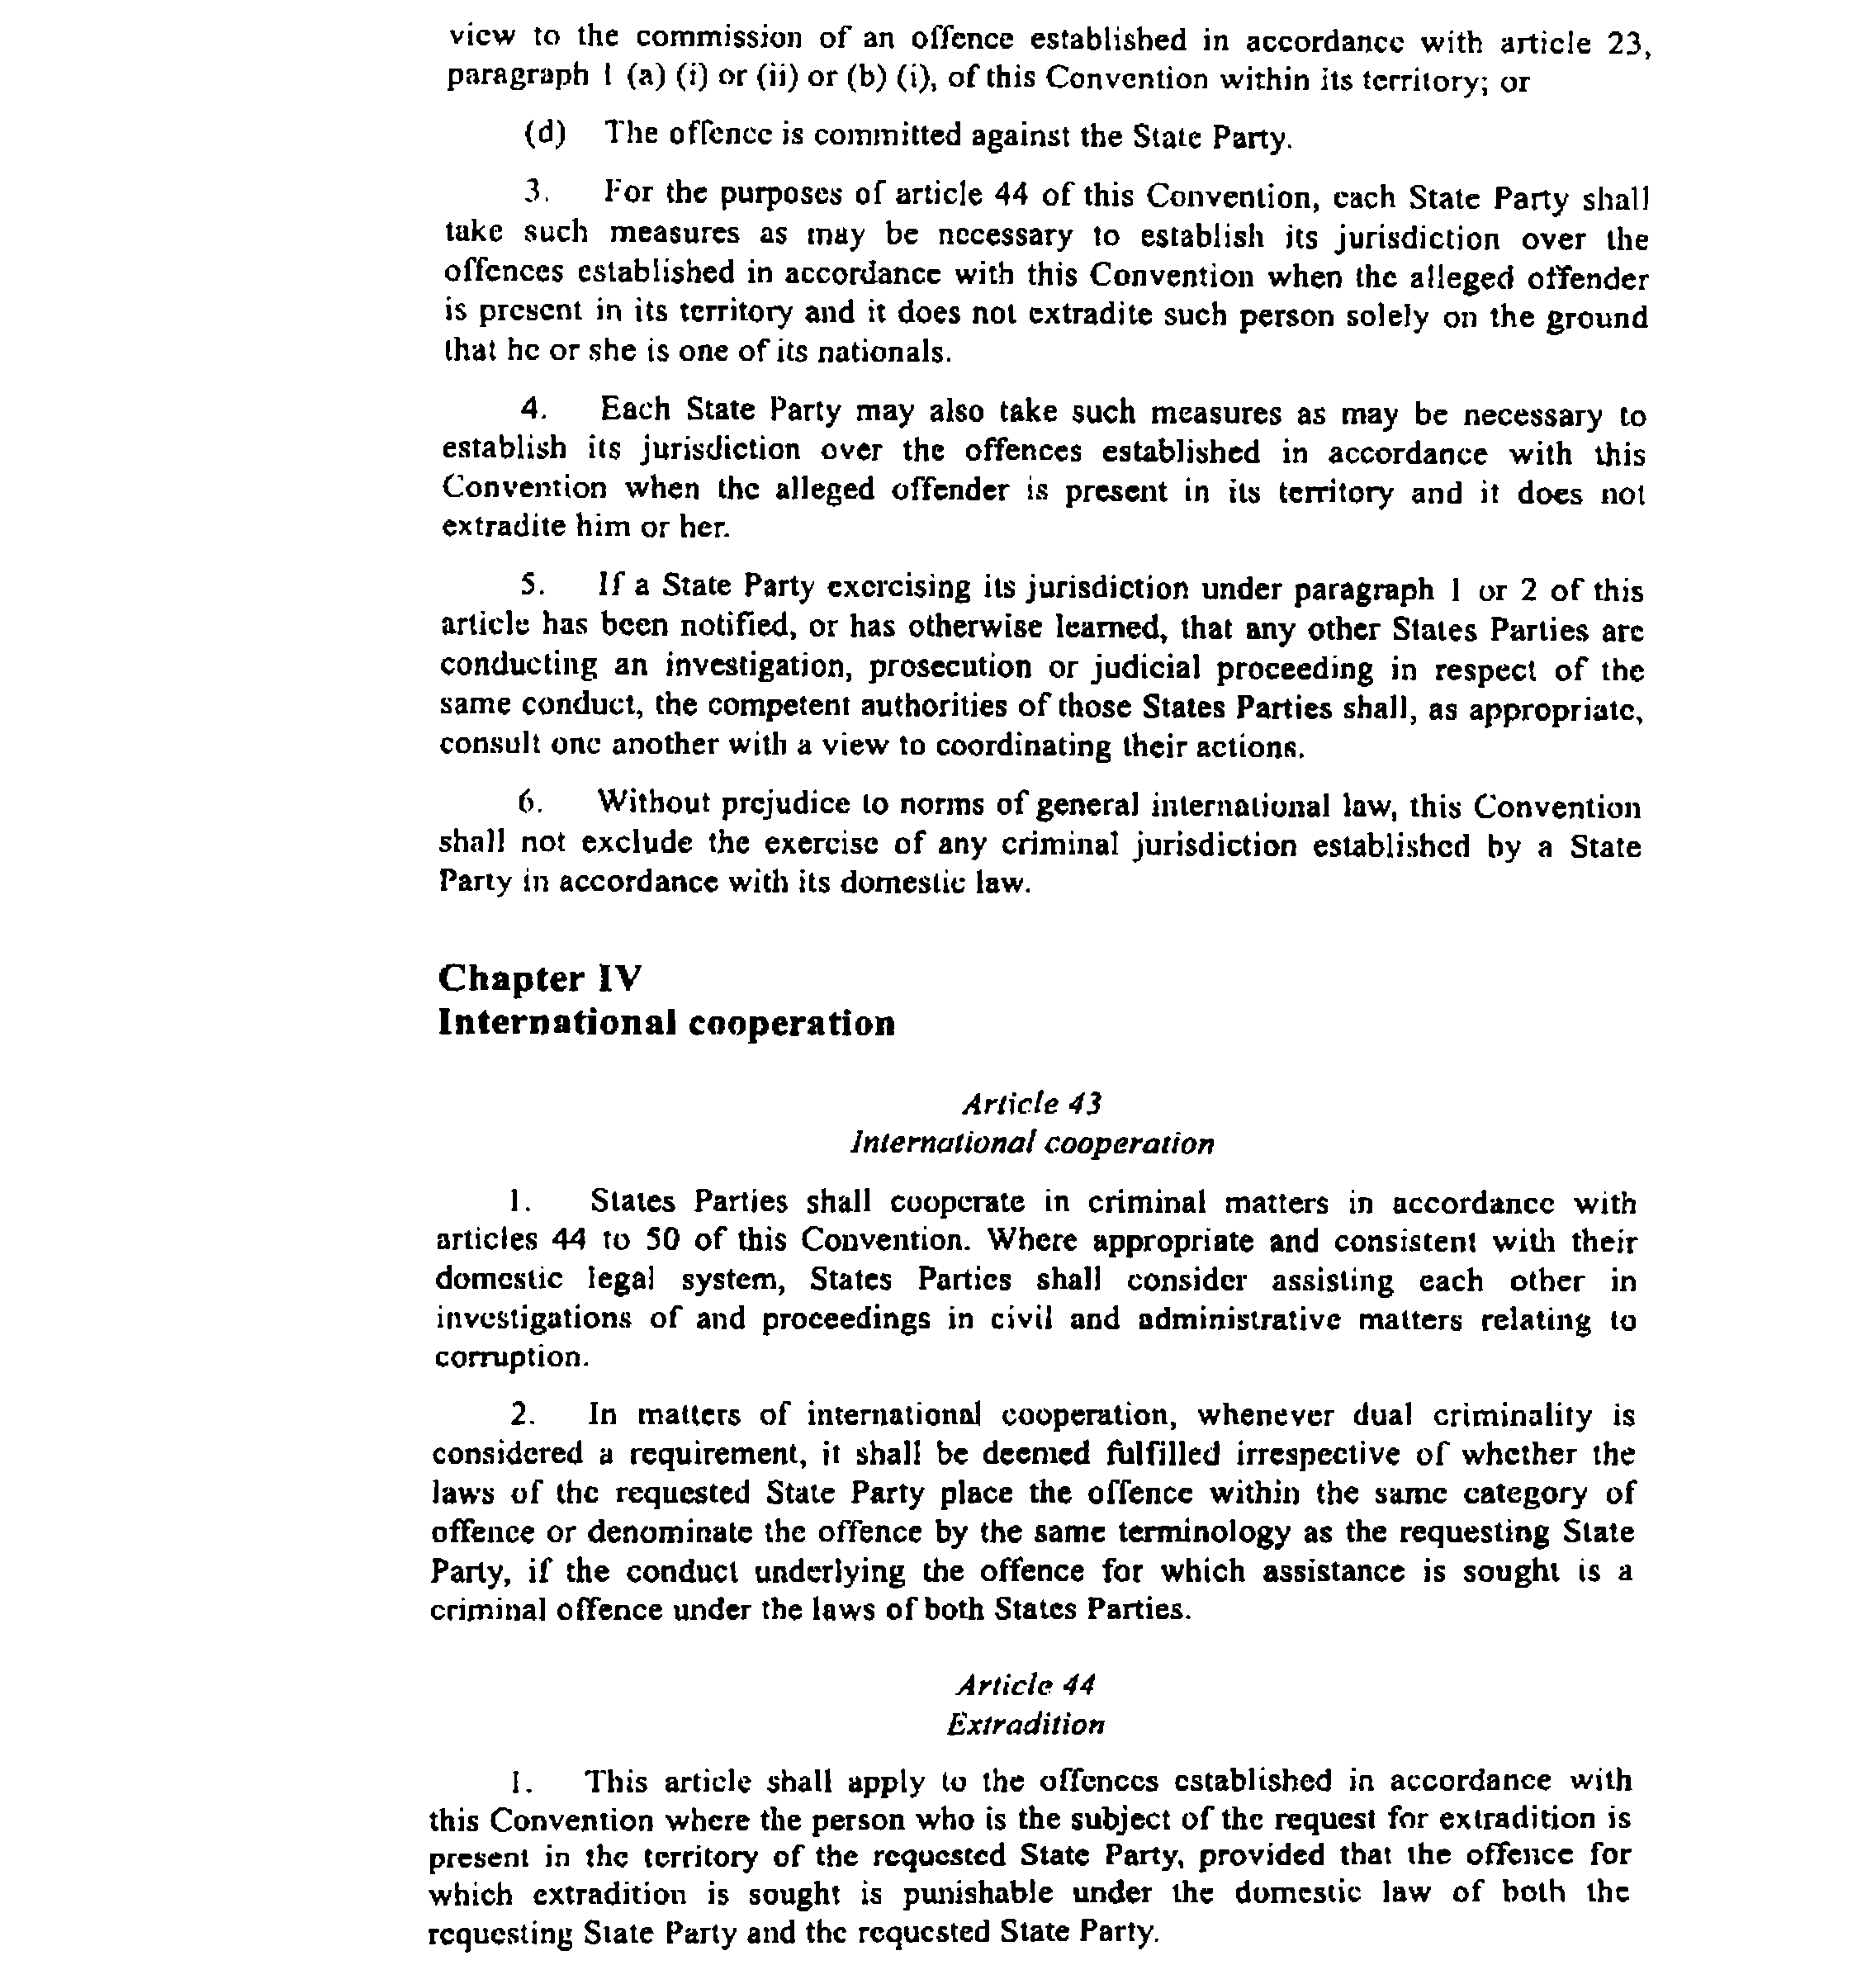 view to the commission of an offence established in accordance with article 23,
paragraph 1 (a) (i) or (ii) or (b) (i), of this Convention within its territory; or
(d) The offence is committed against the State Party.
3. For the purposes of article 44 of this Convention, each State Party shall
take such measures as may be necessary to establish its jurisdiction over the
offences established in accordance with this Convention when the alleged offender
is present in its territory and it does not extradite such person solely on the ground
that he or she is one of its nationals.
4. Each State Party may also take such measures as may be necessary to
establish its jurisdiction over the offences established in accordance with this
Convention when the alleged offender is present in its territory and it does not
extradite him or her.
5. If a State Party exercising its jurisdiction under paragraph 1 or 2 of this
article has been notified, or has otherwise learned, that any other States Parties are
conducting an investigation, prosecution or judicial proceeding in respect of the
same conduct, the competent authorities of those States Parties shall, as appropriate,
consult one another with a view to coordinating their actions.
6. Without prejudice to norms of general international law, this Convention
shall not exclude the exercise of any criminal jurisdiction established by a State
Party in accordance with its domestic law.
Chapter IV
International cooperation
Article 43
International cooperation
1. States Parties shall cooperate in criminal matters in accordance with
articles 44 to 50 of this Convention. Where appropriate and consistent with their
domestic legal system, States Parties shall consider assisting each other in
investigations of and proceedings in civil and administrative matters relating to
corruption.
2. In matters of international cooperation, whenever dual criminality is
considered a requirement, it shall be deemed fulfilled irrespective of whether the
laws of the requested State Party place the offence within the same category of
offence or denominate the offence by the same terminology as the requesting State
Party, if the conduct underlying the offence for which assistance is sought is a
criminal offence under the laws of both States Parties.
Article 44
Extradition
1. This article shall apply to the offences established in accordance with
this Convention where the person who is the subject of the request for extradition is
present in the territory of the requested State Party, provided that the offence for
which extradition is sought is punishable under the domestic law of both the
requesting State Party and the requested State Party.